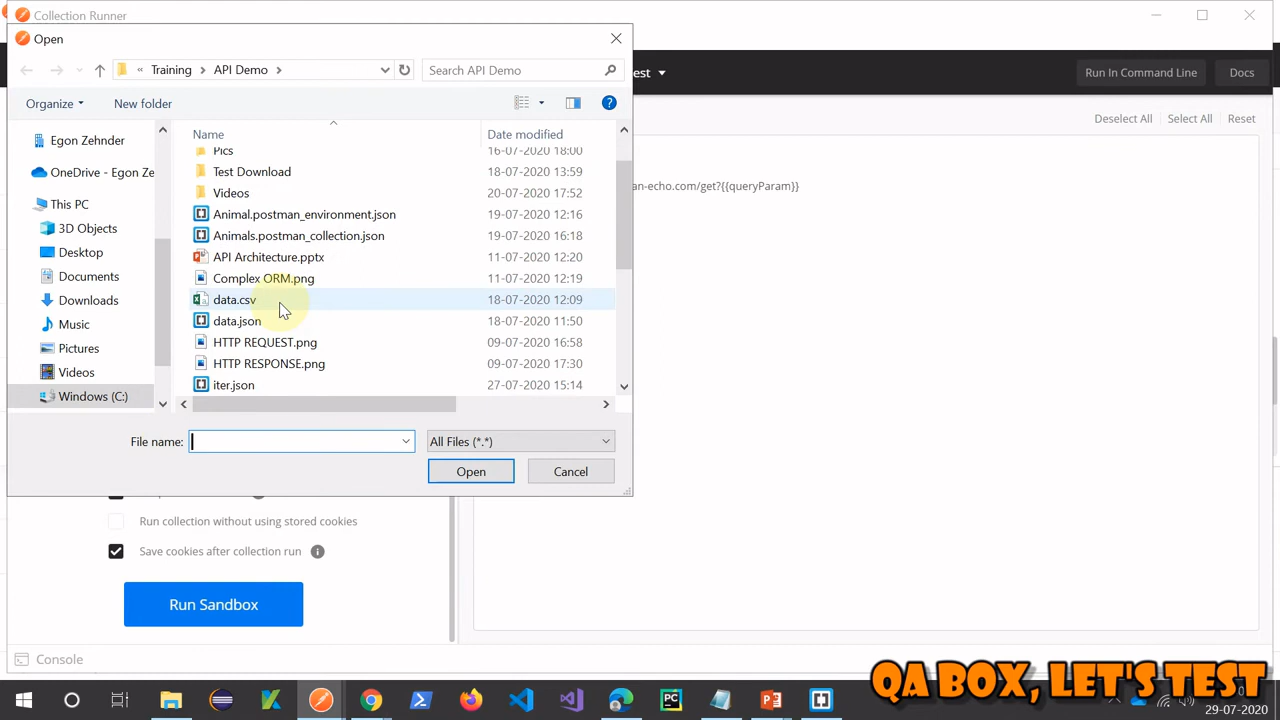 Collection Runner
Open
« Training > API Demo >
Search API Demo
est
Run In Command Line
Docs
Organize
New folder
Deselect All
Select All
Reset
Name
Date modified
Egon Zehnder
OneDrive - Egon Ze
This PC
3D Objects
Desktop
Documents
Downloads
Music
Pictures
Videos
Windows (C:)
Pics 16-07-2020 18:00
Test Download 18-07-2020 13:59
Videos 20-07-2020 17:52
Animal.postman_environment.json 19-07-2020 12:16
Animals.postman_collection.json 19-07-2020 16:18
API Architecture.pptx 11-07-2020 12:20
Complex ORM.png 11-07-2020 12:19
data.csv 18-07-2020 12:09
data.json 18-07-2020 11:50
HTTP REQUEST.png 09-07-2020 16:58
HTTP RESPONSE.png 09-07-2020 17:30
iter.json 27-07-2020 15:14
an-echo.com/get?{{queryParam}}
File name:
All Files (*.*)
Open
Cancel
Run collection without using stored cookies
Save cookies after collection run
Run Sandbox
Console
QA BOX, LET'S TEST
29-07-2020